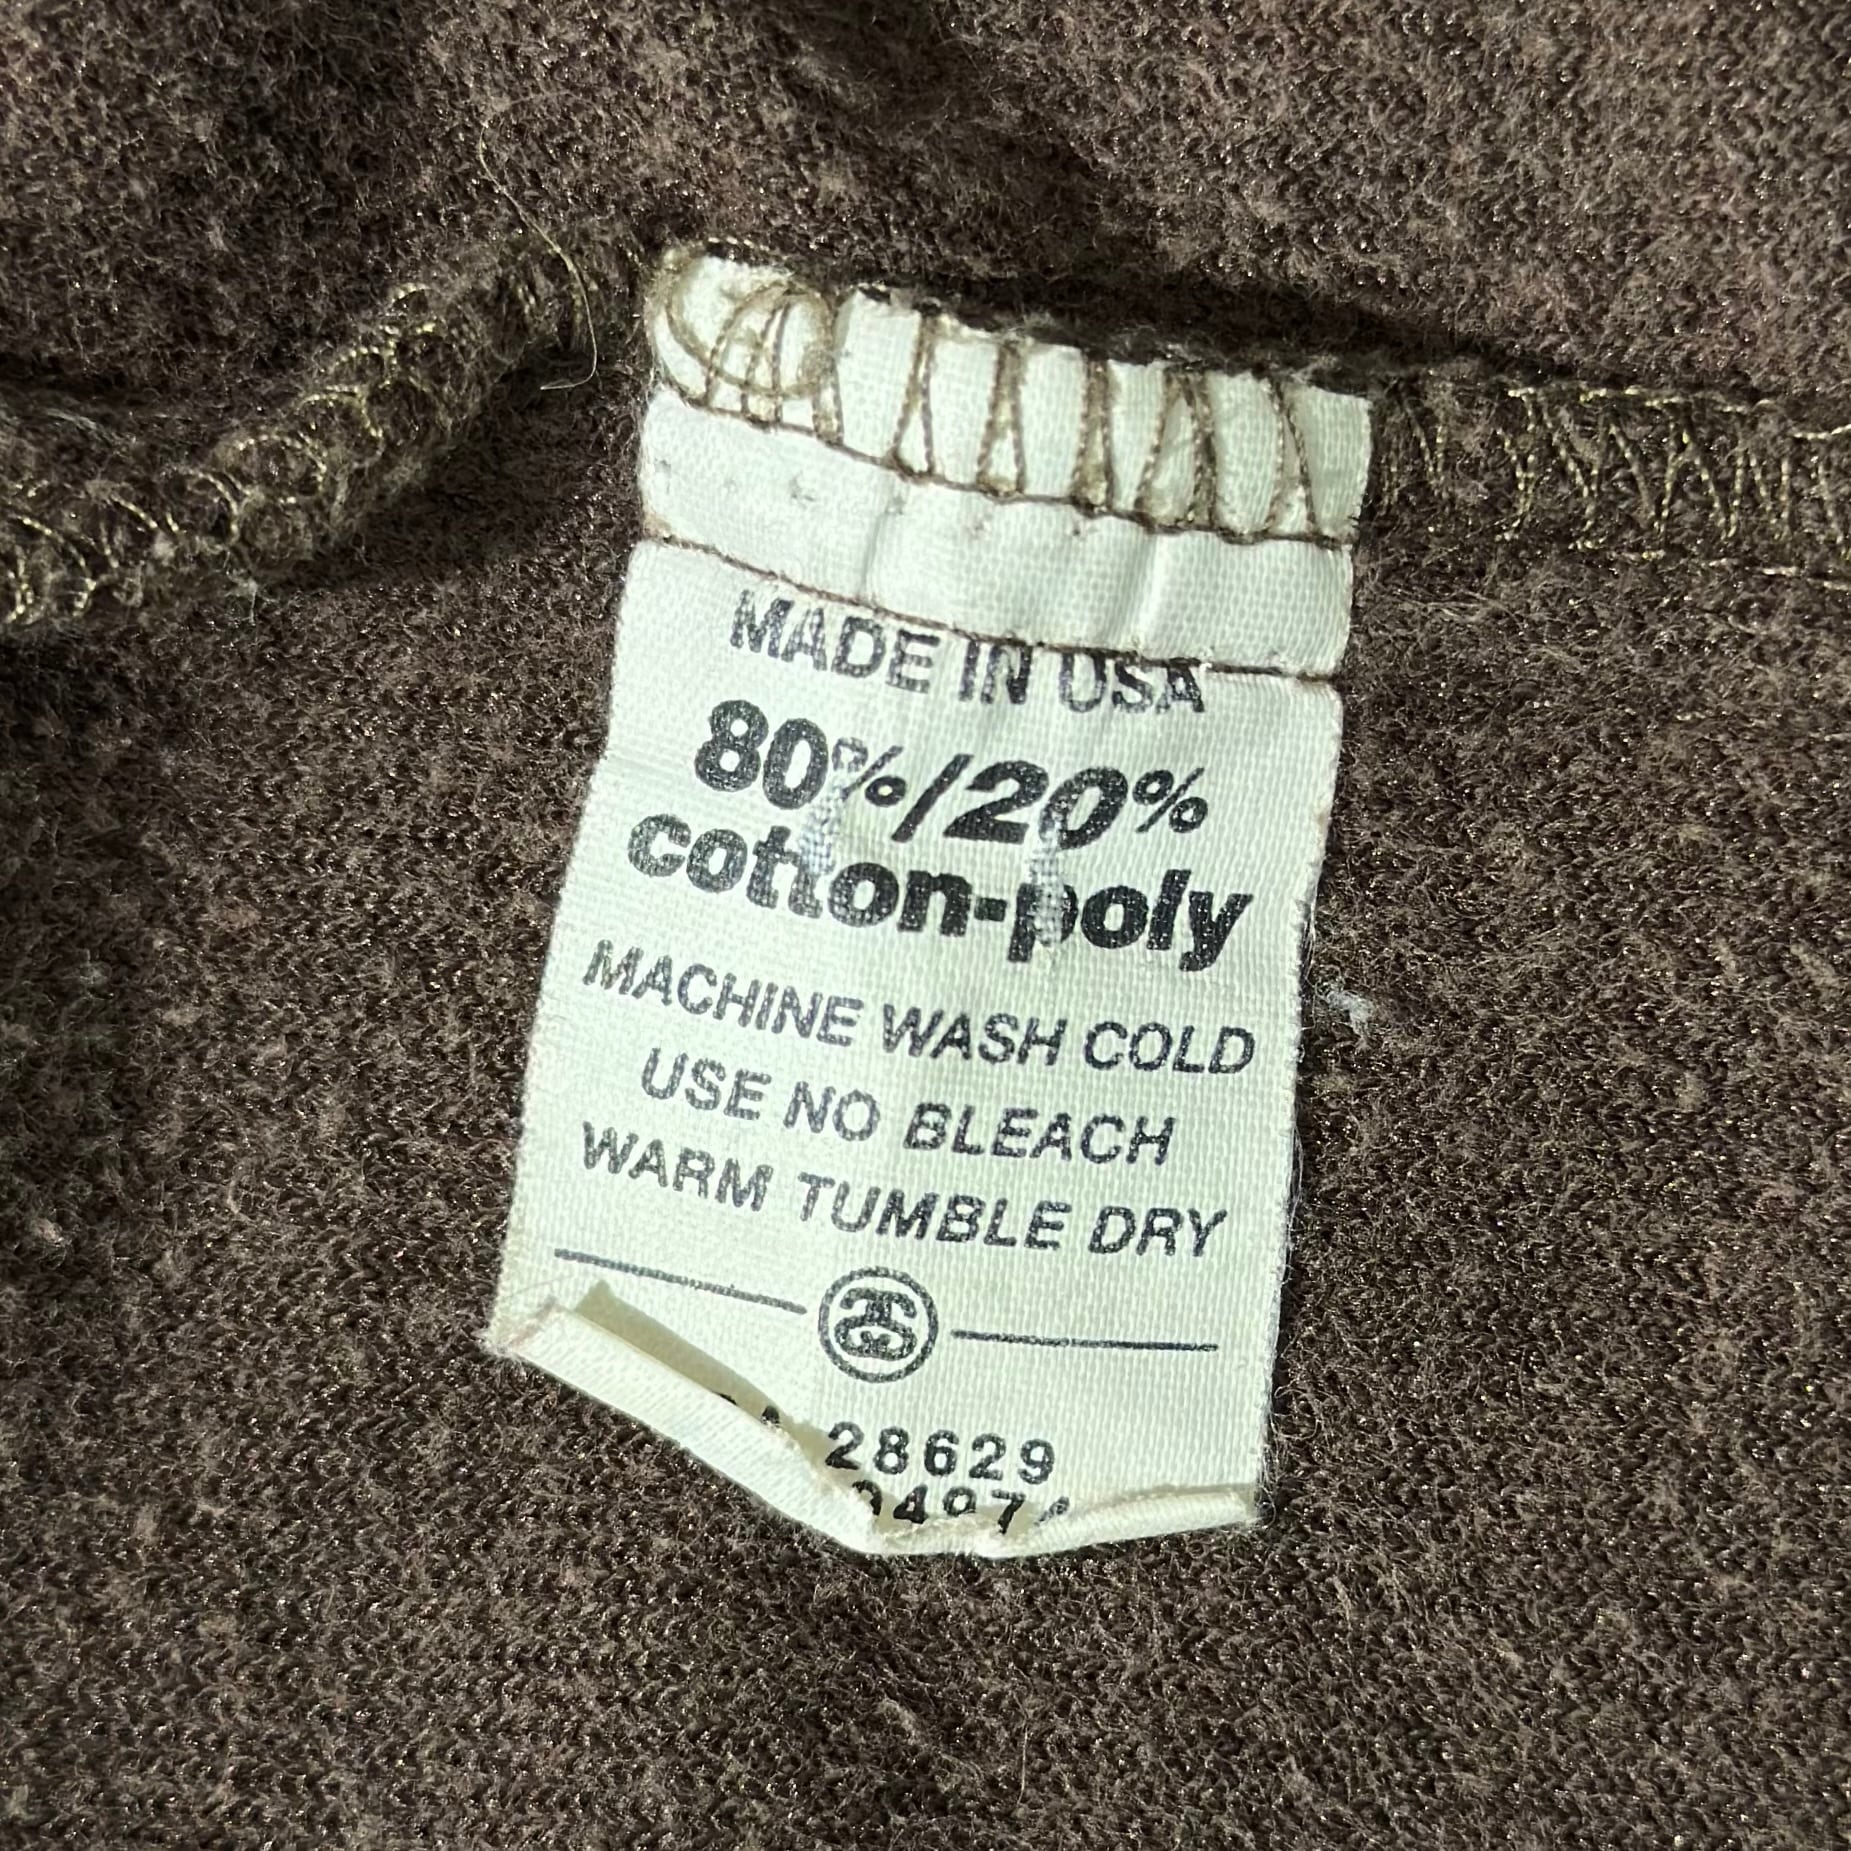 MADE IN USA
80%/20%
cotton-poly
MACHINE WASH COLD
USE NO BLEACH
WARM TUMBLE DRY
28629